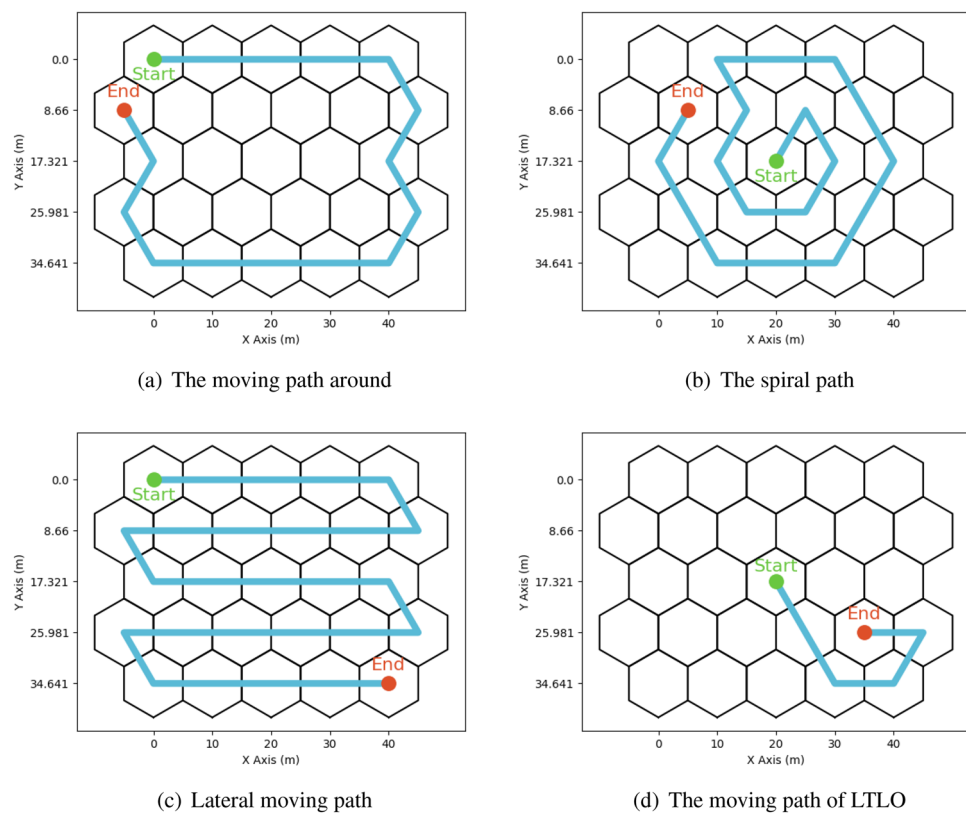 0.0
Start
End
8.66
17.321
25.981
34.641
Y Axis (m)
0 10 20 30 40
X Axis (m)
(a) The moving path around
0.0
End
8.66
17.321
Start
25.981
34.641
Y Axis (m)
0 10 20 30 40
X Axis (m)
(b) The spiral path
0.0
Start
8.66
17.321
25.981
End
34.641
Y Axis (m)
0 10 20 30 40
X Axis (m)
(c) Lateral moving path
0.0
8.66
Start
17.321
End
25.981
34.641
Y Axis (m)
0 10 20 30 40
X Axis (m)
(d) The moving path of LTLO